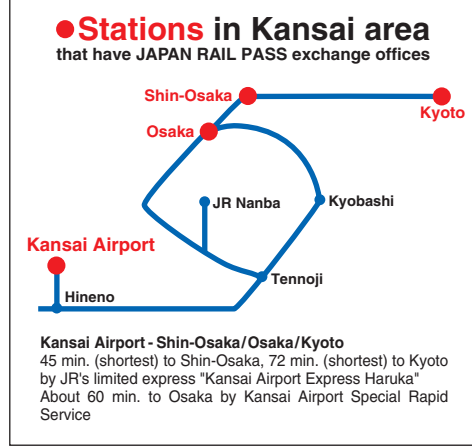 ●Stations in Kansai area
that have JAPAN RAIL PASS exchange offices
Shin-Osaka
Kyoto
Osaka
JR Nanba
Kyobashi
Kansai Airport
Tennoji
Hineno
Kansai Airport - Shin-Osaka/Osaka/Kyoto
45 min. (shortest) to Shin-Osaka, 72 min. (shortest) to Kyoto
by JR's limited express "Kansai Airport Express Haruka"
About 60 min. to Osaka by Kansai Airport Special Rapid
Service